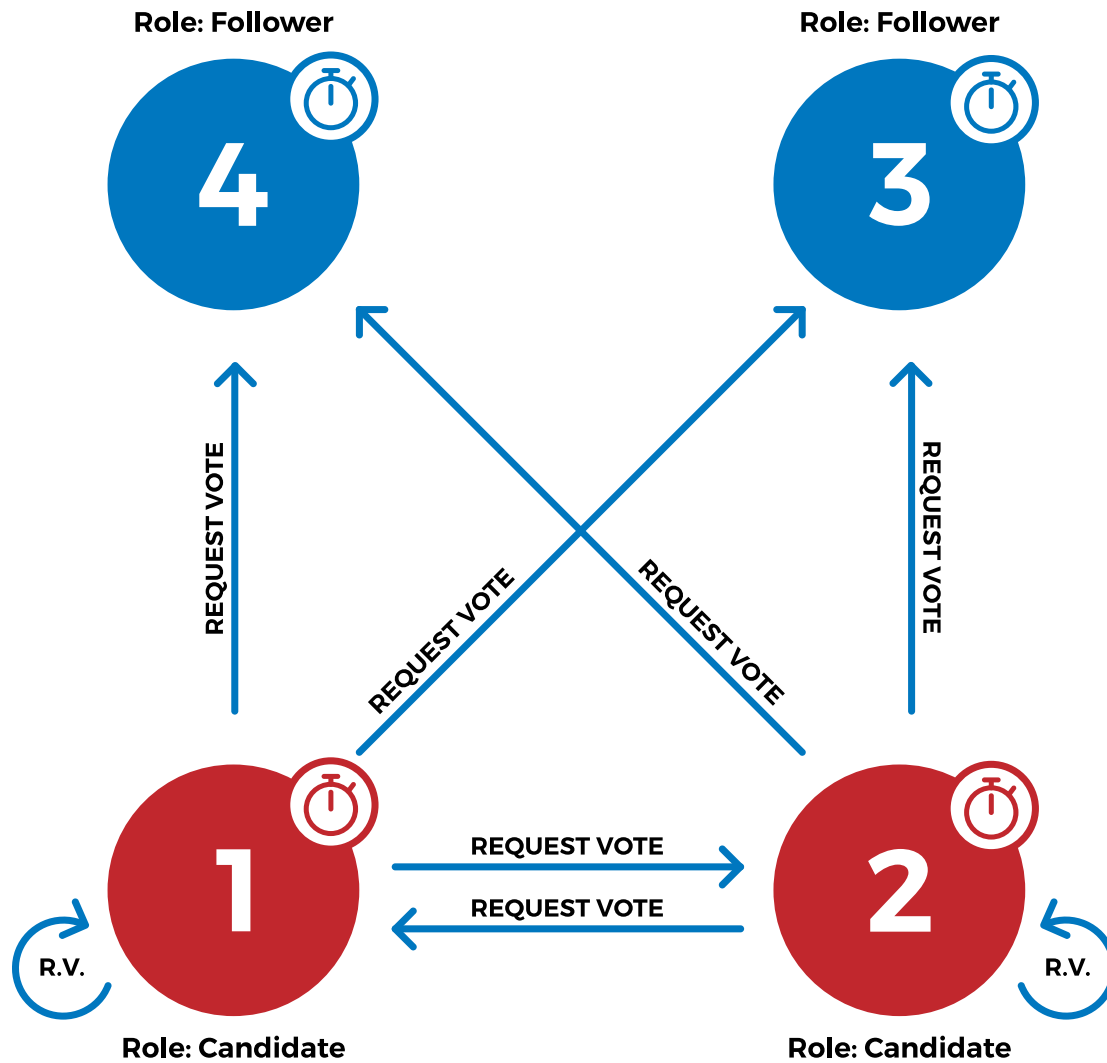 Role: Follower
Role: Follower
4
3
REQUEST VOTE
REQUEST VOTE
REQUEST VOTE
REQUEST VOTE
1
2
REQUEST VOTE
REQUEST VOTE
R.V.
R.V.
Role: Candidate
Role: Candidate